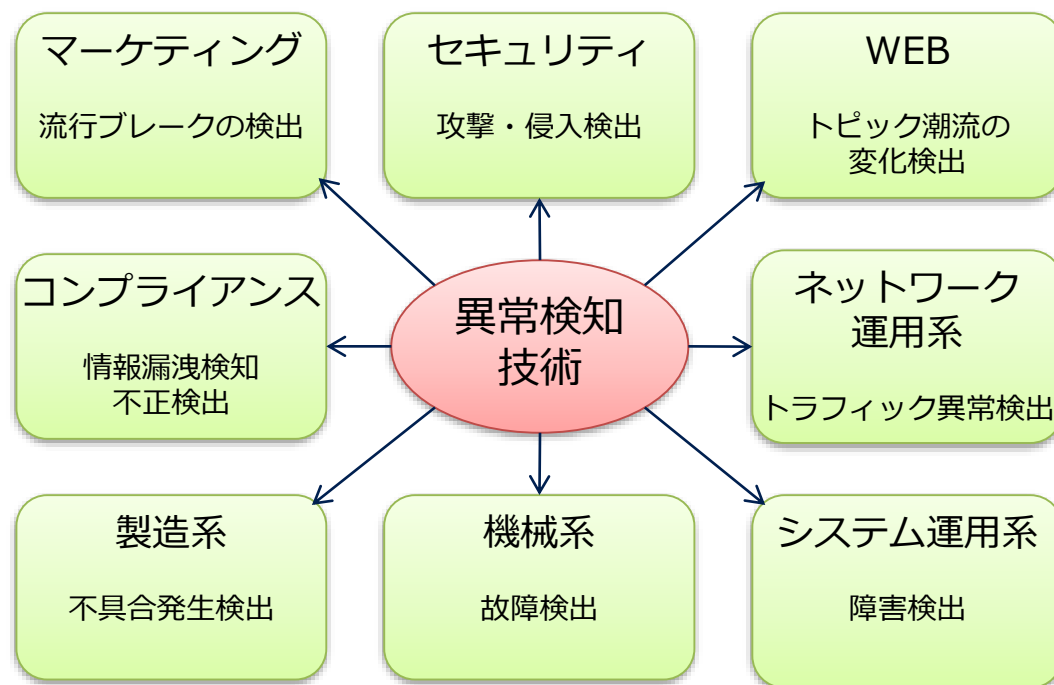 マーケティング
流行ブレークの検出
セキュリティ
攻撃・侵入検出
WEB
トピック潮流の
変化検出
コンプライアンス
情報漏洩検知
不正検出
異常検知
技術
ネットワーク
運用系
トラフィック異常検出
製造系
不具合発生検出
機械系
故障検出
システム運用系
障害検出